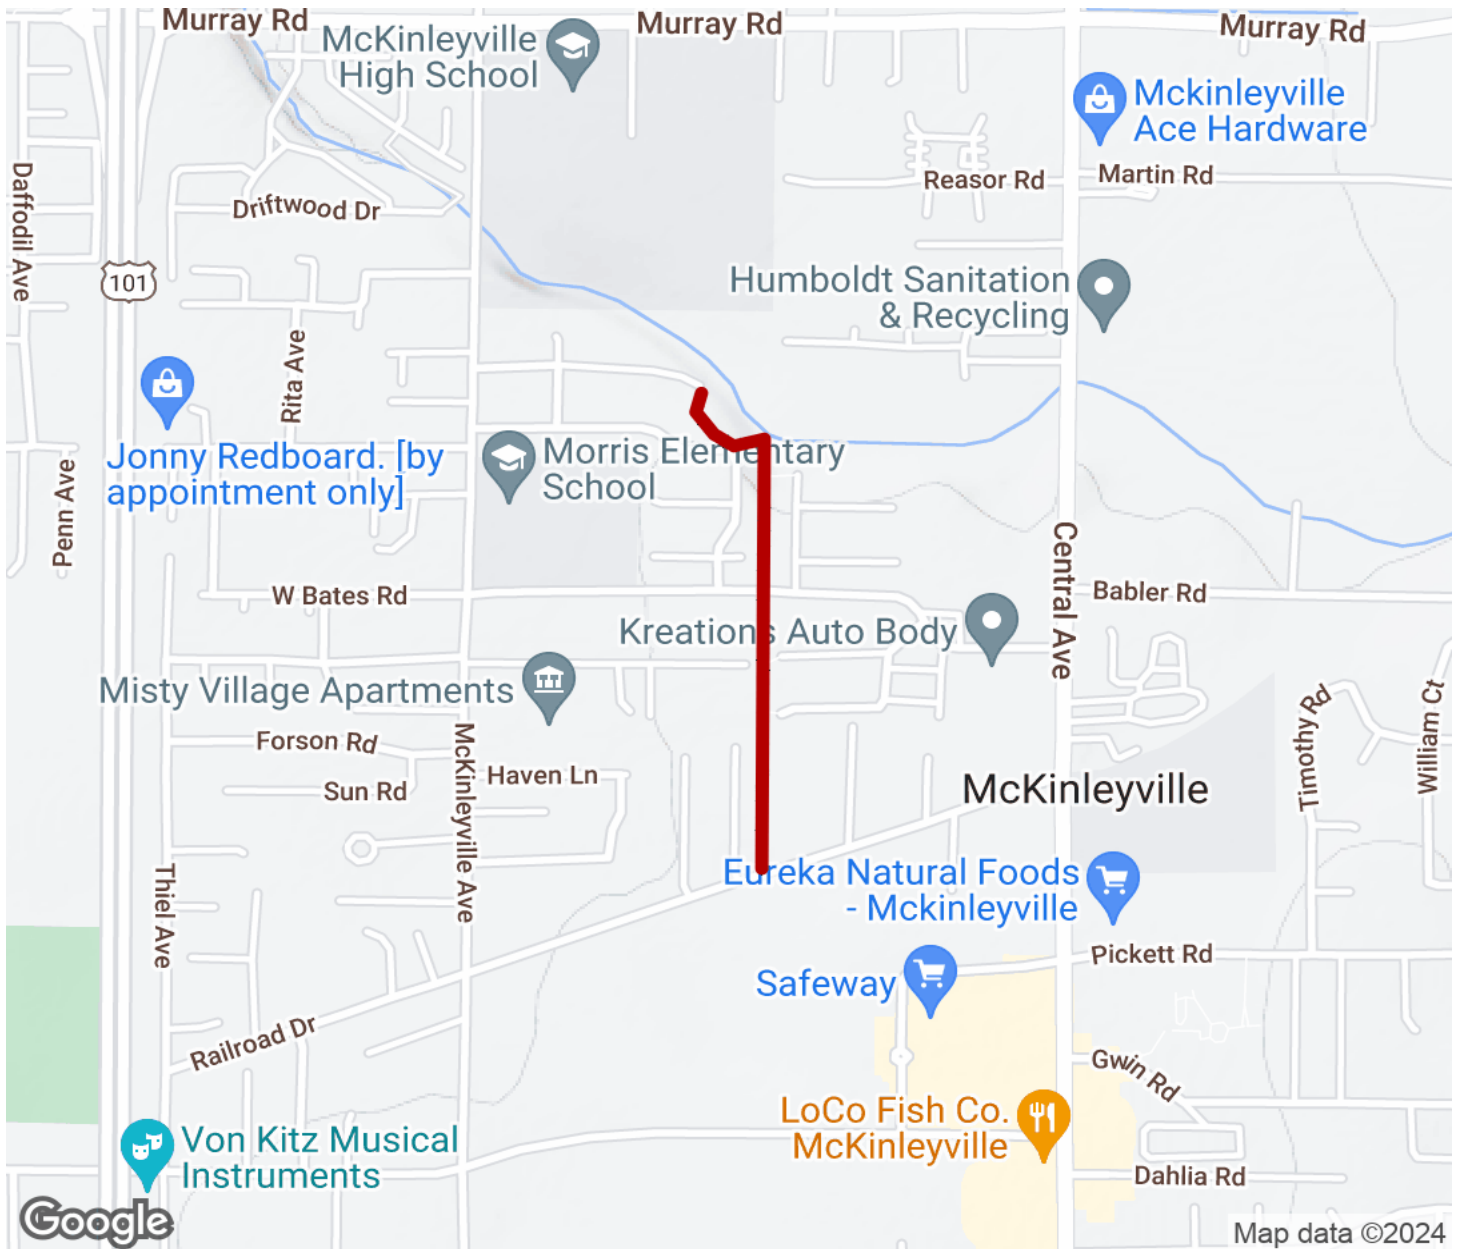 Murray Rd
Murray Rd
Murray Rd
McKinleyville
High School
Mckinleyville
Ace Hardware
Daffodil Ave
Reasor Rd
Martin Rd
Driftwood Dr
101
Humboldt Sanitation
& Recycling
Rita Ave
Jonny Redboard. [by
appointment only]
Morris Elementary
School
Penn Ave
Central Ave
W Bates Rd
Babler Rd
Kreations Auto Body
Misty Village Apartments
Forson Rd
McKinleyville Ave
Haven Ln
Sun Rd
McKinleyville
Timothy Rd
William Ct
Thiel Ave
Eureka Natural Foods
- Mckinleyville
Pickett Rd
Safeway
Railroad Dr
Gwin Rd
LoCo Fish Co.
McKinleyville
Von Kitz Musical
Instruments
Dahlia Rd
Google
Map data ©2024